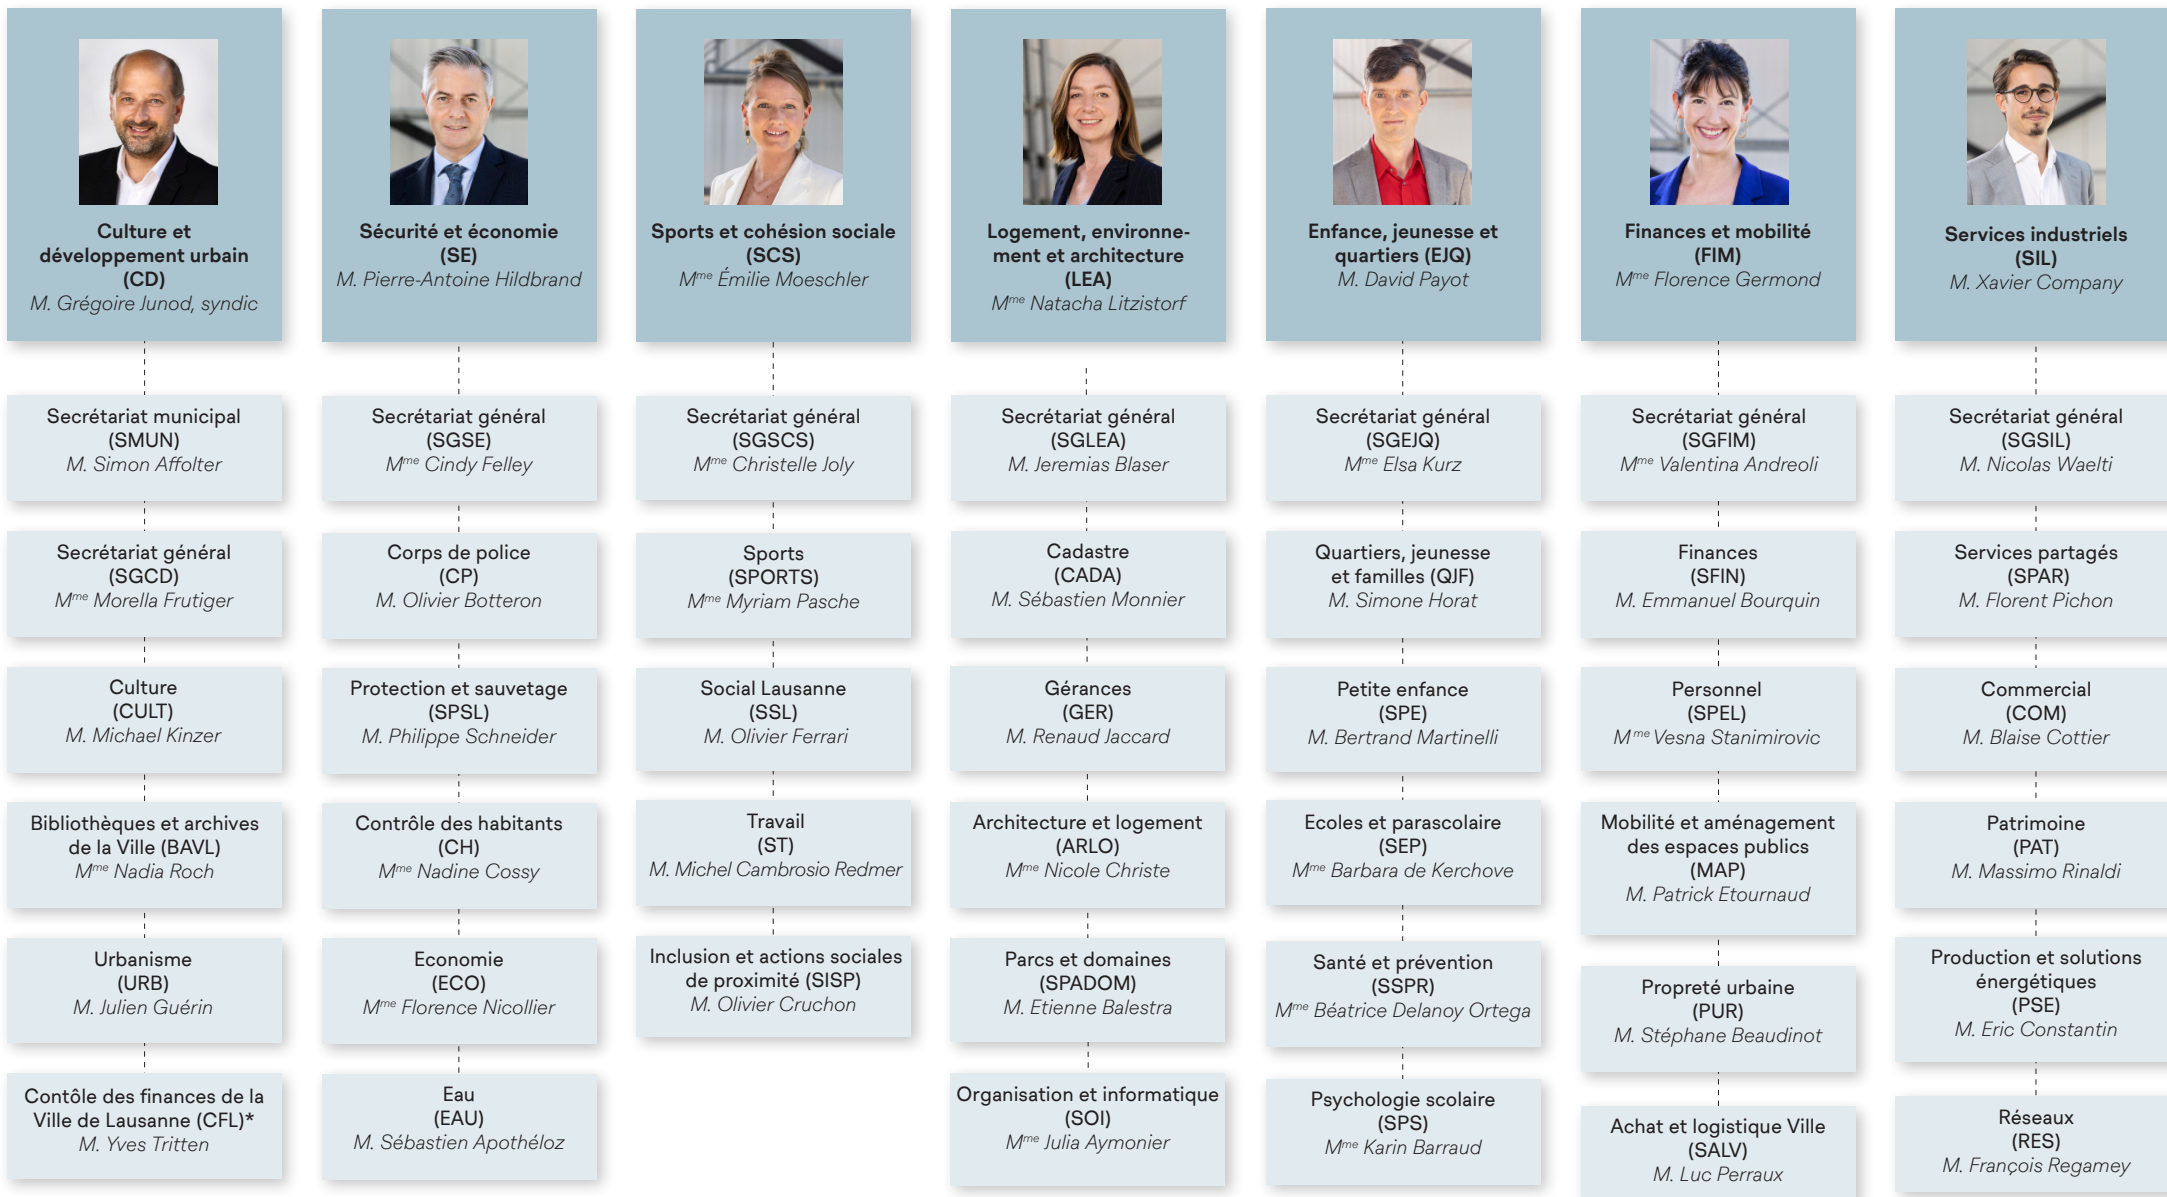 Culture et
développement urbain
(CD)
M. Grégoire Junod, syndic
Secrétariat municipal
(SMUN)
M. Simon Affolter
Secrétariat général
(SGCD)
Mme Morella Frutiger
Culture
(CULT)
M. Michael Kinzer
Bibliothèques et archives
de la Ville (BAVL)
Mme Nadia Roch
Urbanisme
(URB)
M. Julien Guérin
Contôle des finances de la
Ville de Lausanne (CFL)*
M. Yves Tritten
Sécurité et économie
(SE)
M. Pierre-Antoine Hildbrand
Secrétariat général
(SGSE)
Mme Cindy Felley
Corps de police
(CP)
M. Olivier Botteron
Protection et sauvetage
(SPSL)
M. Philippe Schneider
Contrôle des habitants
(CH)
Mme Nadine Cossy
Economie
(ECO)
Mme Florence Nicollier
Eau
(EAU)
M. Sébastien Apothéloz
Sports et cohésion sociale
(SCS)
Mme Émilie Moeschler
Secrétariat général
(SGSCS)
Mme Christelle Joly
Sports
(SPORTS)
Mme Myriam Pasche
Social Lausanne
(SSL)
M. Olivier Ferrari
Travail
(ST)
M. Michel Cambrosio Redmer
Inclusion et actions sociales
de proximité (SISP)
M. Olivier Cruchon
Logement, environne-
ment et architecture
(LEA)
Mme Natacha Litzistorf
Secrétariat général
(SGLEA)
M. Jeremias Blaser
Cadastre
(CADA)
M. Sébastien Monnier
Gérances
(GER)
M. Renaud Jaccard
Architecture et logement
(ARLO)
Mme Nicole Christe
Parcs et domaines
(SPADOM)
M. Etienne Balestra
Organisation et informatique
(SOI)
Mme Julia Aymonier
Enfance, jeunesse et
quartiers (EJQ)
M. David Payot
Secrétariat général
(SGEJQ)
Mme Elsa Kurz
Quartiers, jeunesse
et familles (QJF)
M. Simone Horat
Petite enfance
(SPE)
M. Bertrand Martinelli
Ecoles et parascolaire
(SEP)
Mme Barbara de Kerchove
Santé et prévention
(SSPR)
Mme Béatrice Delanoy Ortega
Psychologie scolaire
(SPS)
Mme Karin Barraud
Finances et mobilité
(FIM)
Mme Florence Germond
Secrétariat général
(SGFIM)
Mme Valentina Andreoli
Finances
(SFIN)
M. Emmanuel Bourquin
Personnel
(SPEL)
Mme Vesna Stanimirovic
Mobilité et aménagement
des espaces publics
(MAP)
M. Patrick Etournaud
Propreté urbaine
(PUR)
M. Stéphane Beaudinot
Achat et logistique Ville
(SALV)
M. Luc Perraux
Services industriels
(SIL)
M. Xavier Company
Secrétariat général
(SGSIL)
M. Nicolas Waelti
Services partagés
(SPAR)
M. Florent Pichon
Commercial
(COM)
M. Blaise Cottier
Patrimoine
(PAT)
M. Massimo Rinaldi
Production et solutions
énergétiques
(PSE)
M. Eric Constantin
Réseaux
(RES)
M. François Regamey